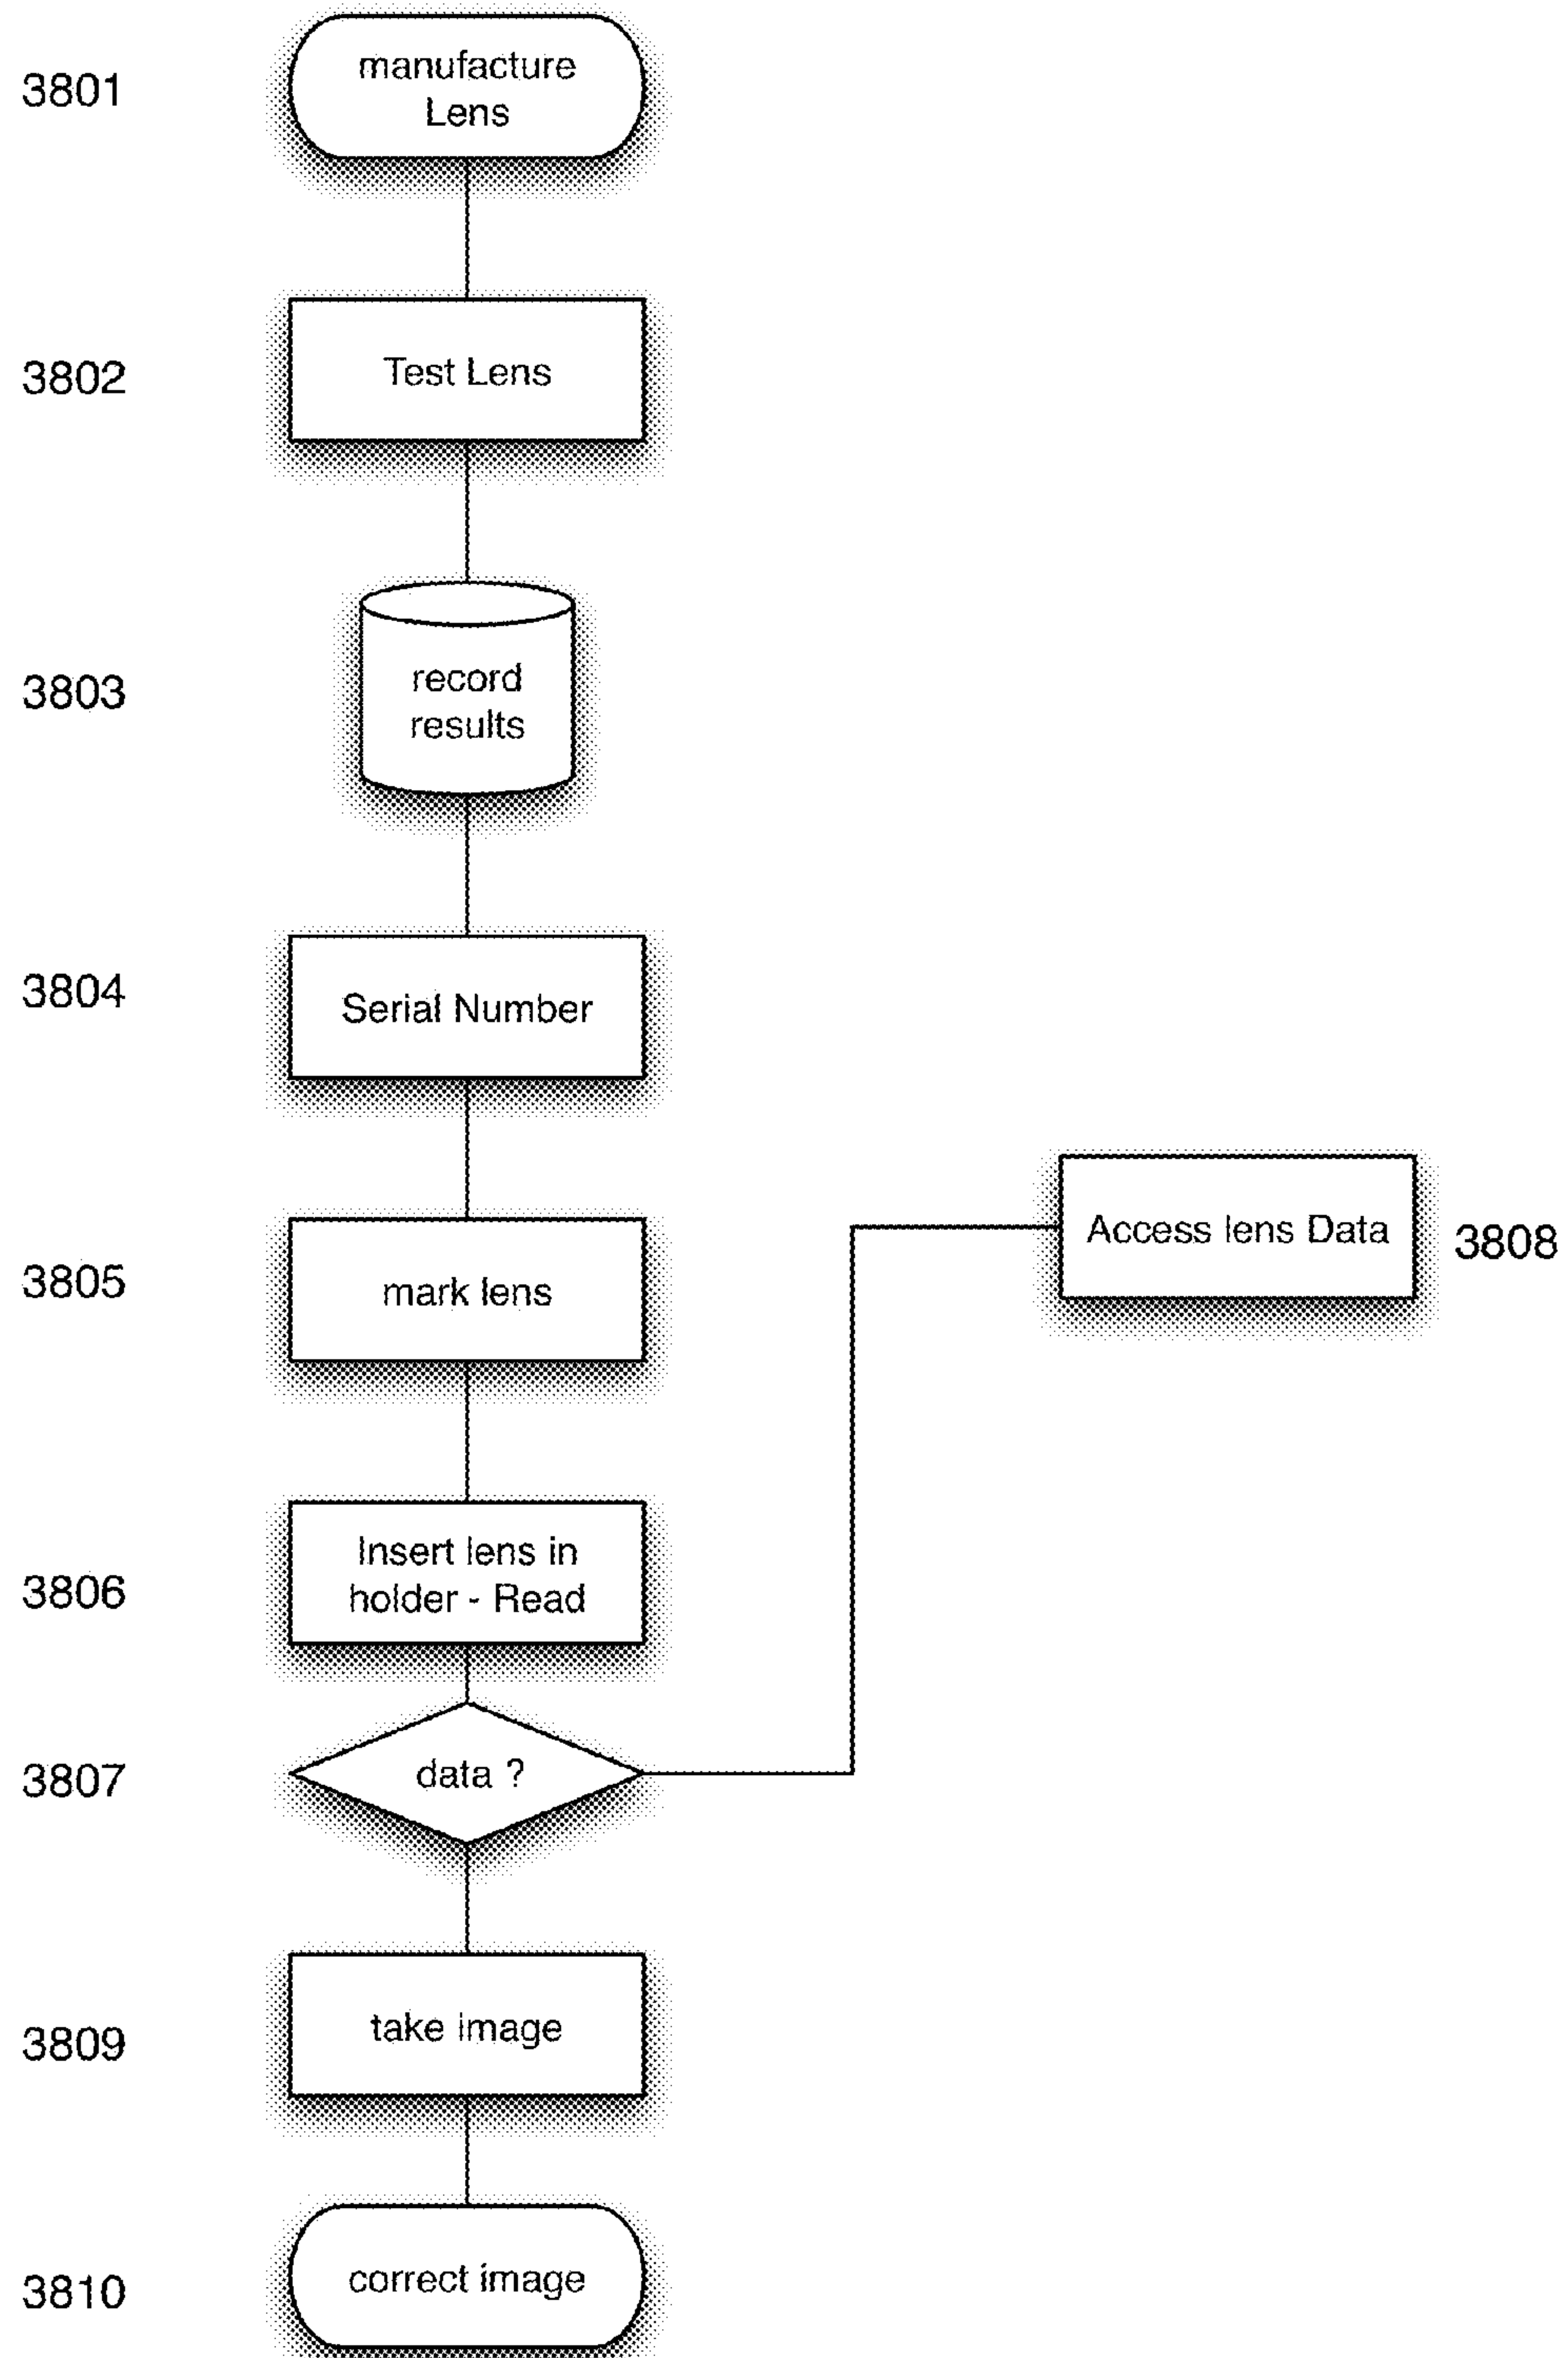 3801
manufacture
Lens
3802
Test Lens
3803
record
results
3804
Serial Number
3805
mark lens
Access lens Data
3808
3806
Insert lens in
holder - Read
3807
data ?
3809
take image
3810
correct image